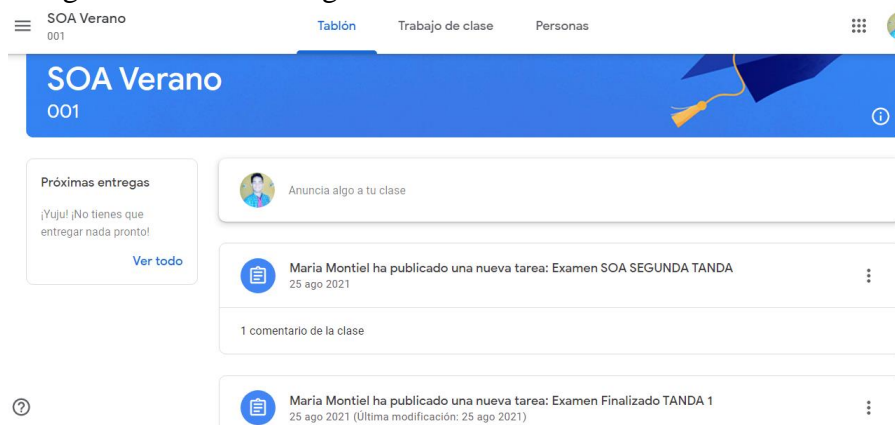 SOA Verano
001
Tablón Trabajo de clase Personas
SOA Verano
001
Próximas entregas
¡Yuju! ¡No tienes que
entregar nada pronto!
Ver todo
Anuncia algo a tu clase
Maria Montiel ha publicado una nueva tarea: Examen SOA SEGUNDA TANDA
25 ago 2021
1 comentario de la clase
Maria Montiel ha publicado una nueva tarea: Examen Finalizado TANDA 1
25 ago 2021 (Última modificación: 25 ago 2021)